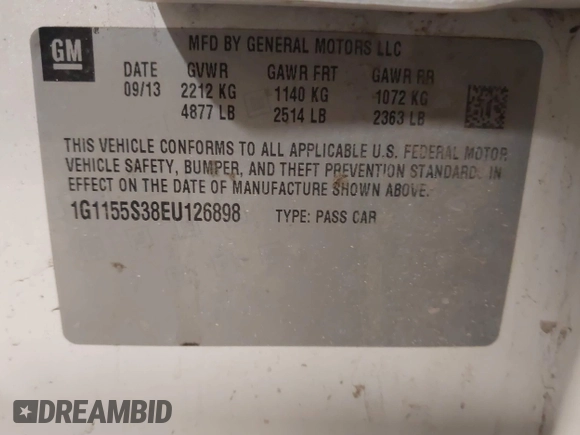 GM
MFD BY GENERAL MOTORS LLC
DATE GVWR GAWR FRT GAWR RR
09/13 2212 KG 1140 KG 1072 KG
4877 LB 2514 LB 2363 LB
THIS VEHICLE CONFORMS TO ALL APPLICABLE U.S. FEDERAL MOTOR
VEHICLE SAFETY, BUMPER, AND THEFT PREVENTION STANDARDS IN
EFFECT ON THE DATE OF MANUFACTURE SHOWN ABOVE.
1G1155S38EU126898 TYPE: PASS CAR
DREAMBID